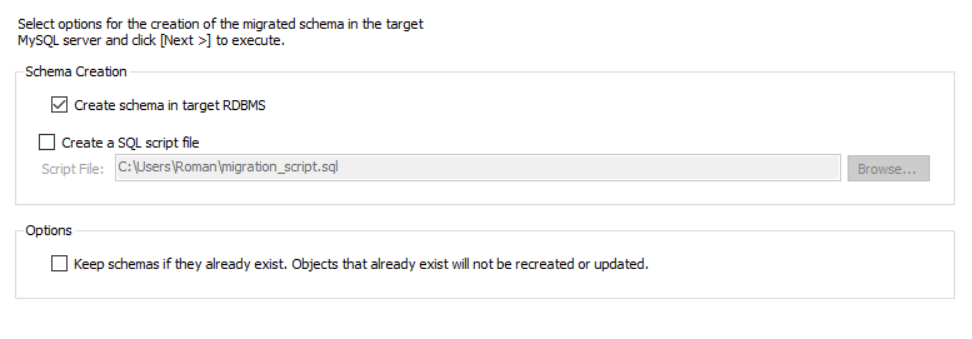 Select options for the creation of the migrated schema in the target
MySQL server and click [Next >] to execute.
Schema Creation
Create schema in target RDBMS
Create a SQL script file
Script File: C:\Users\Roman\migration_script.sql Browse...
Options
Keep schemas if they already exist. Objects that already exist will not be recreated or updated.